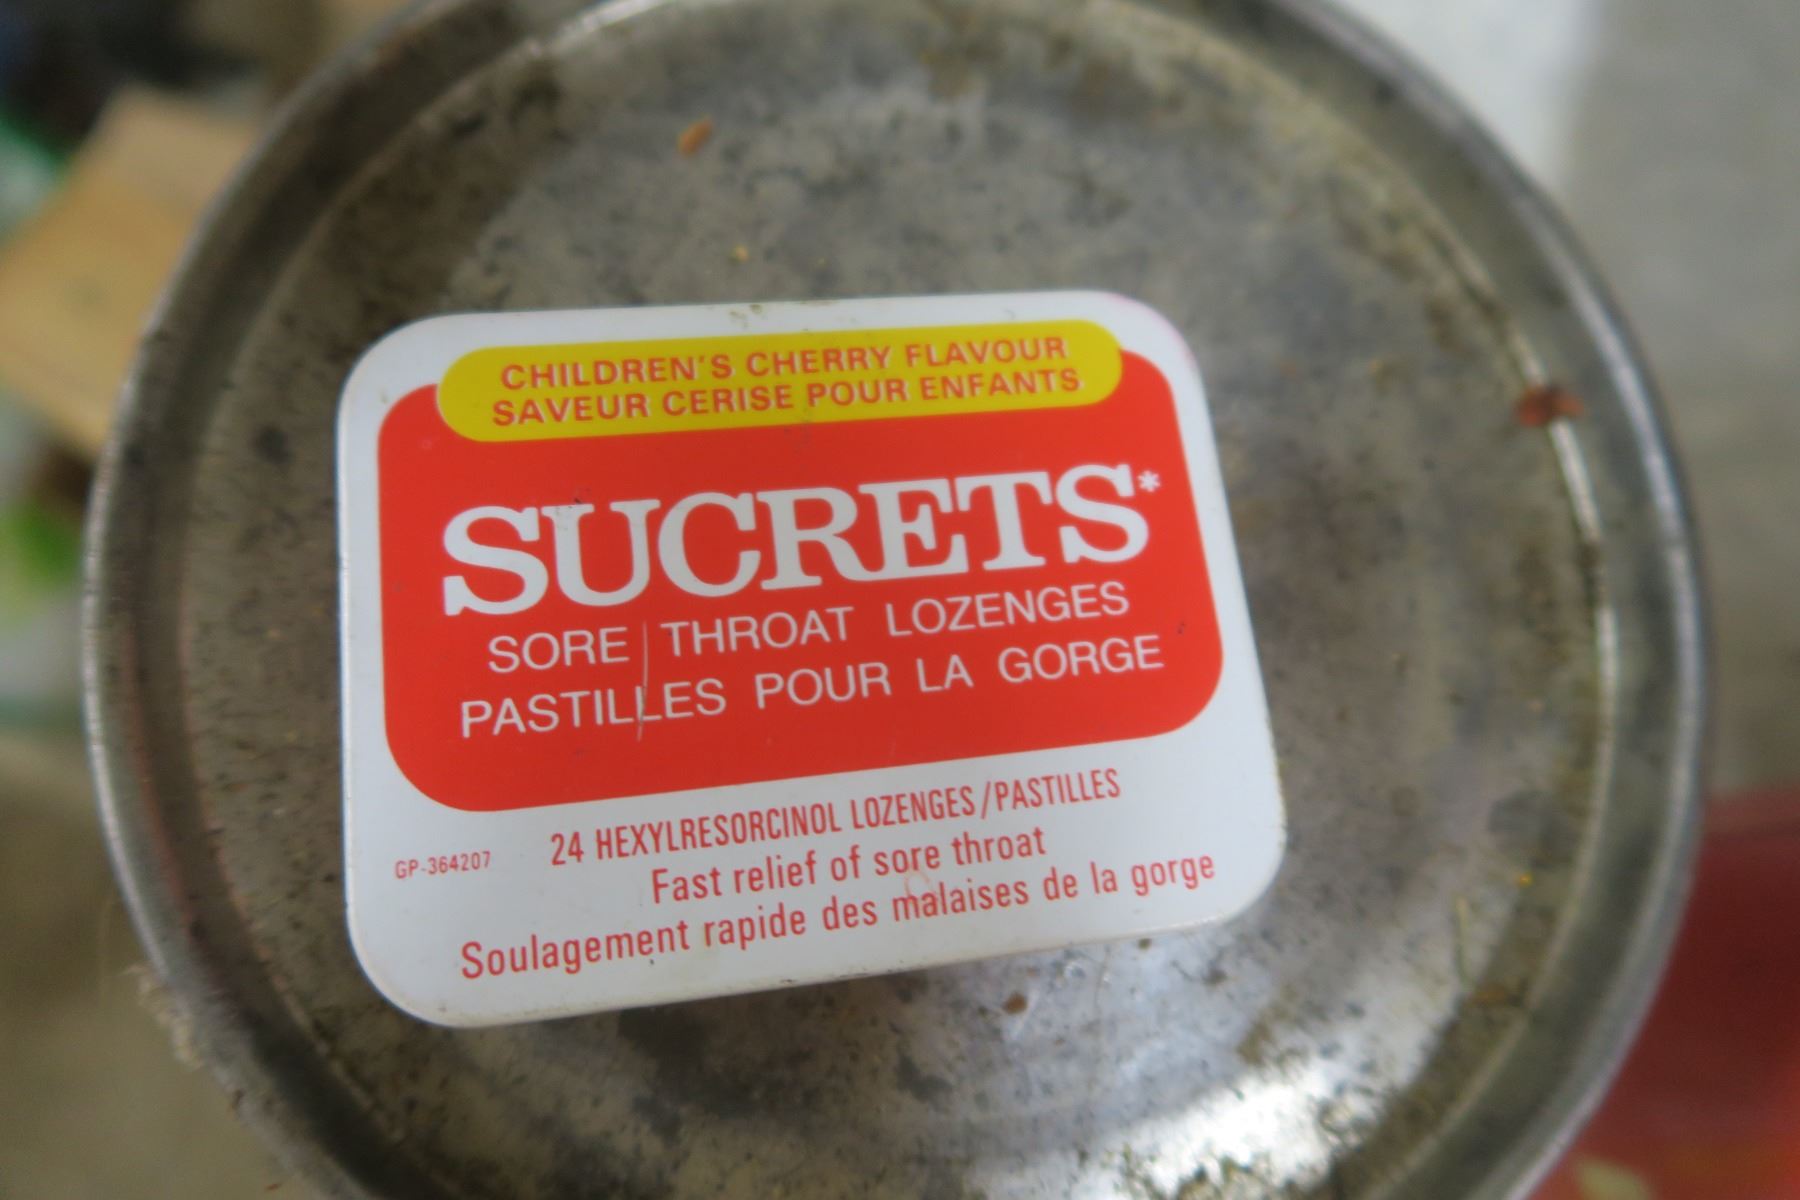 CHILDREN'S CHERRY FLAVOUR
SAVEUR CERISE POUR ENFANTS
SUCRETS*
SORE THROAT LOZENGES
PASTILLES POUR LA GORGE
24 HEXYLRESORCINOL LOZENGES/PASTILLES
GP-364207
Fast relief of sore throat
Soulagement rapide des malaises de la gorge